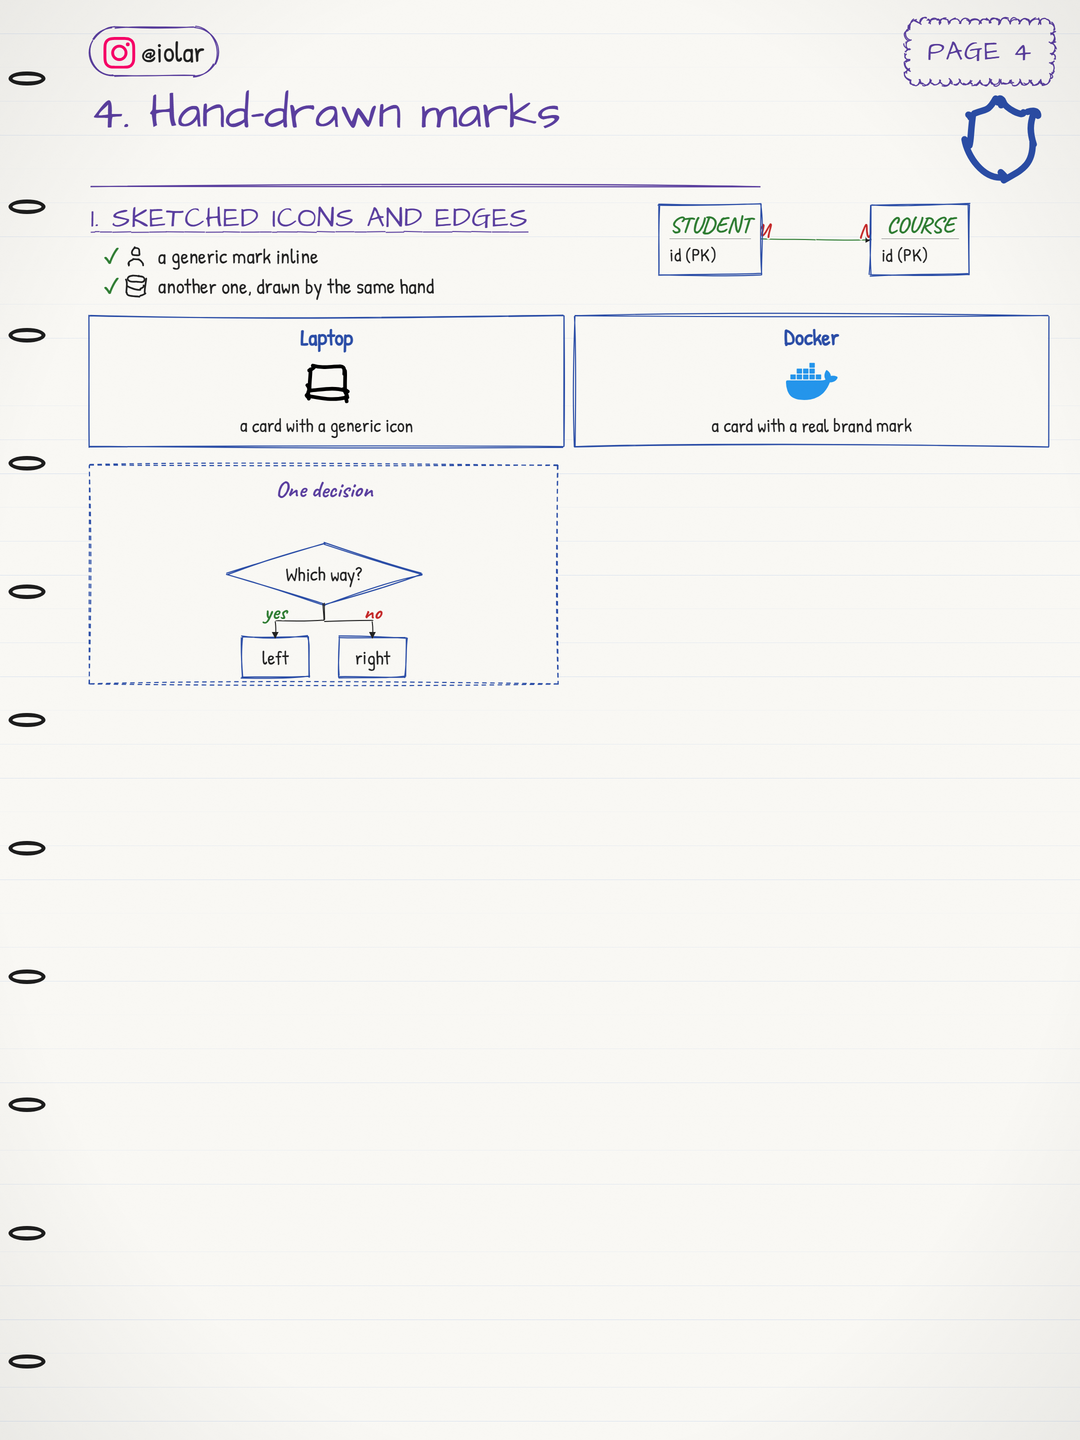 @iolar
PAGE 4
4. Hand-drawn marks
1. SKETCHED ICONS AND EDGES
✓ a generic mark inline
✓ another one, drawn by the same hand
STUDENT
id (PK)
COURSE
id (PK)
Laptop
a card with a generic icon
Docker
a card with a real brand mark
One decision
Which way?
yes
no
left
right